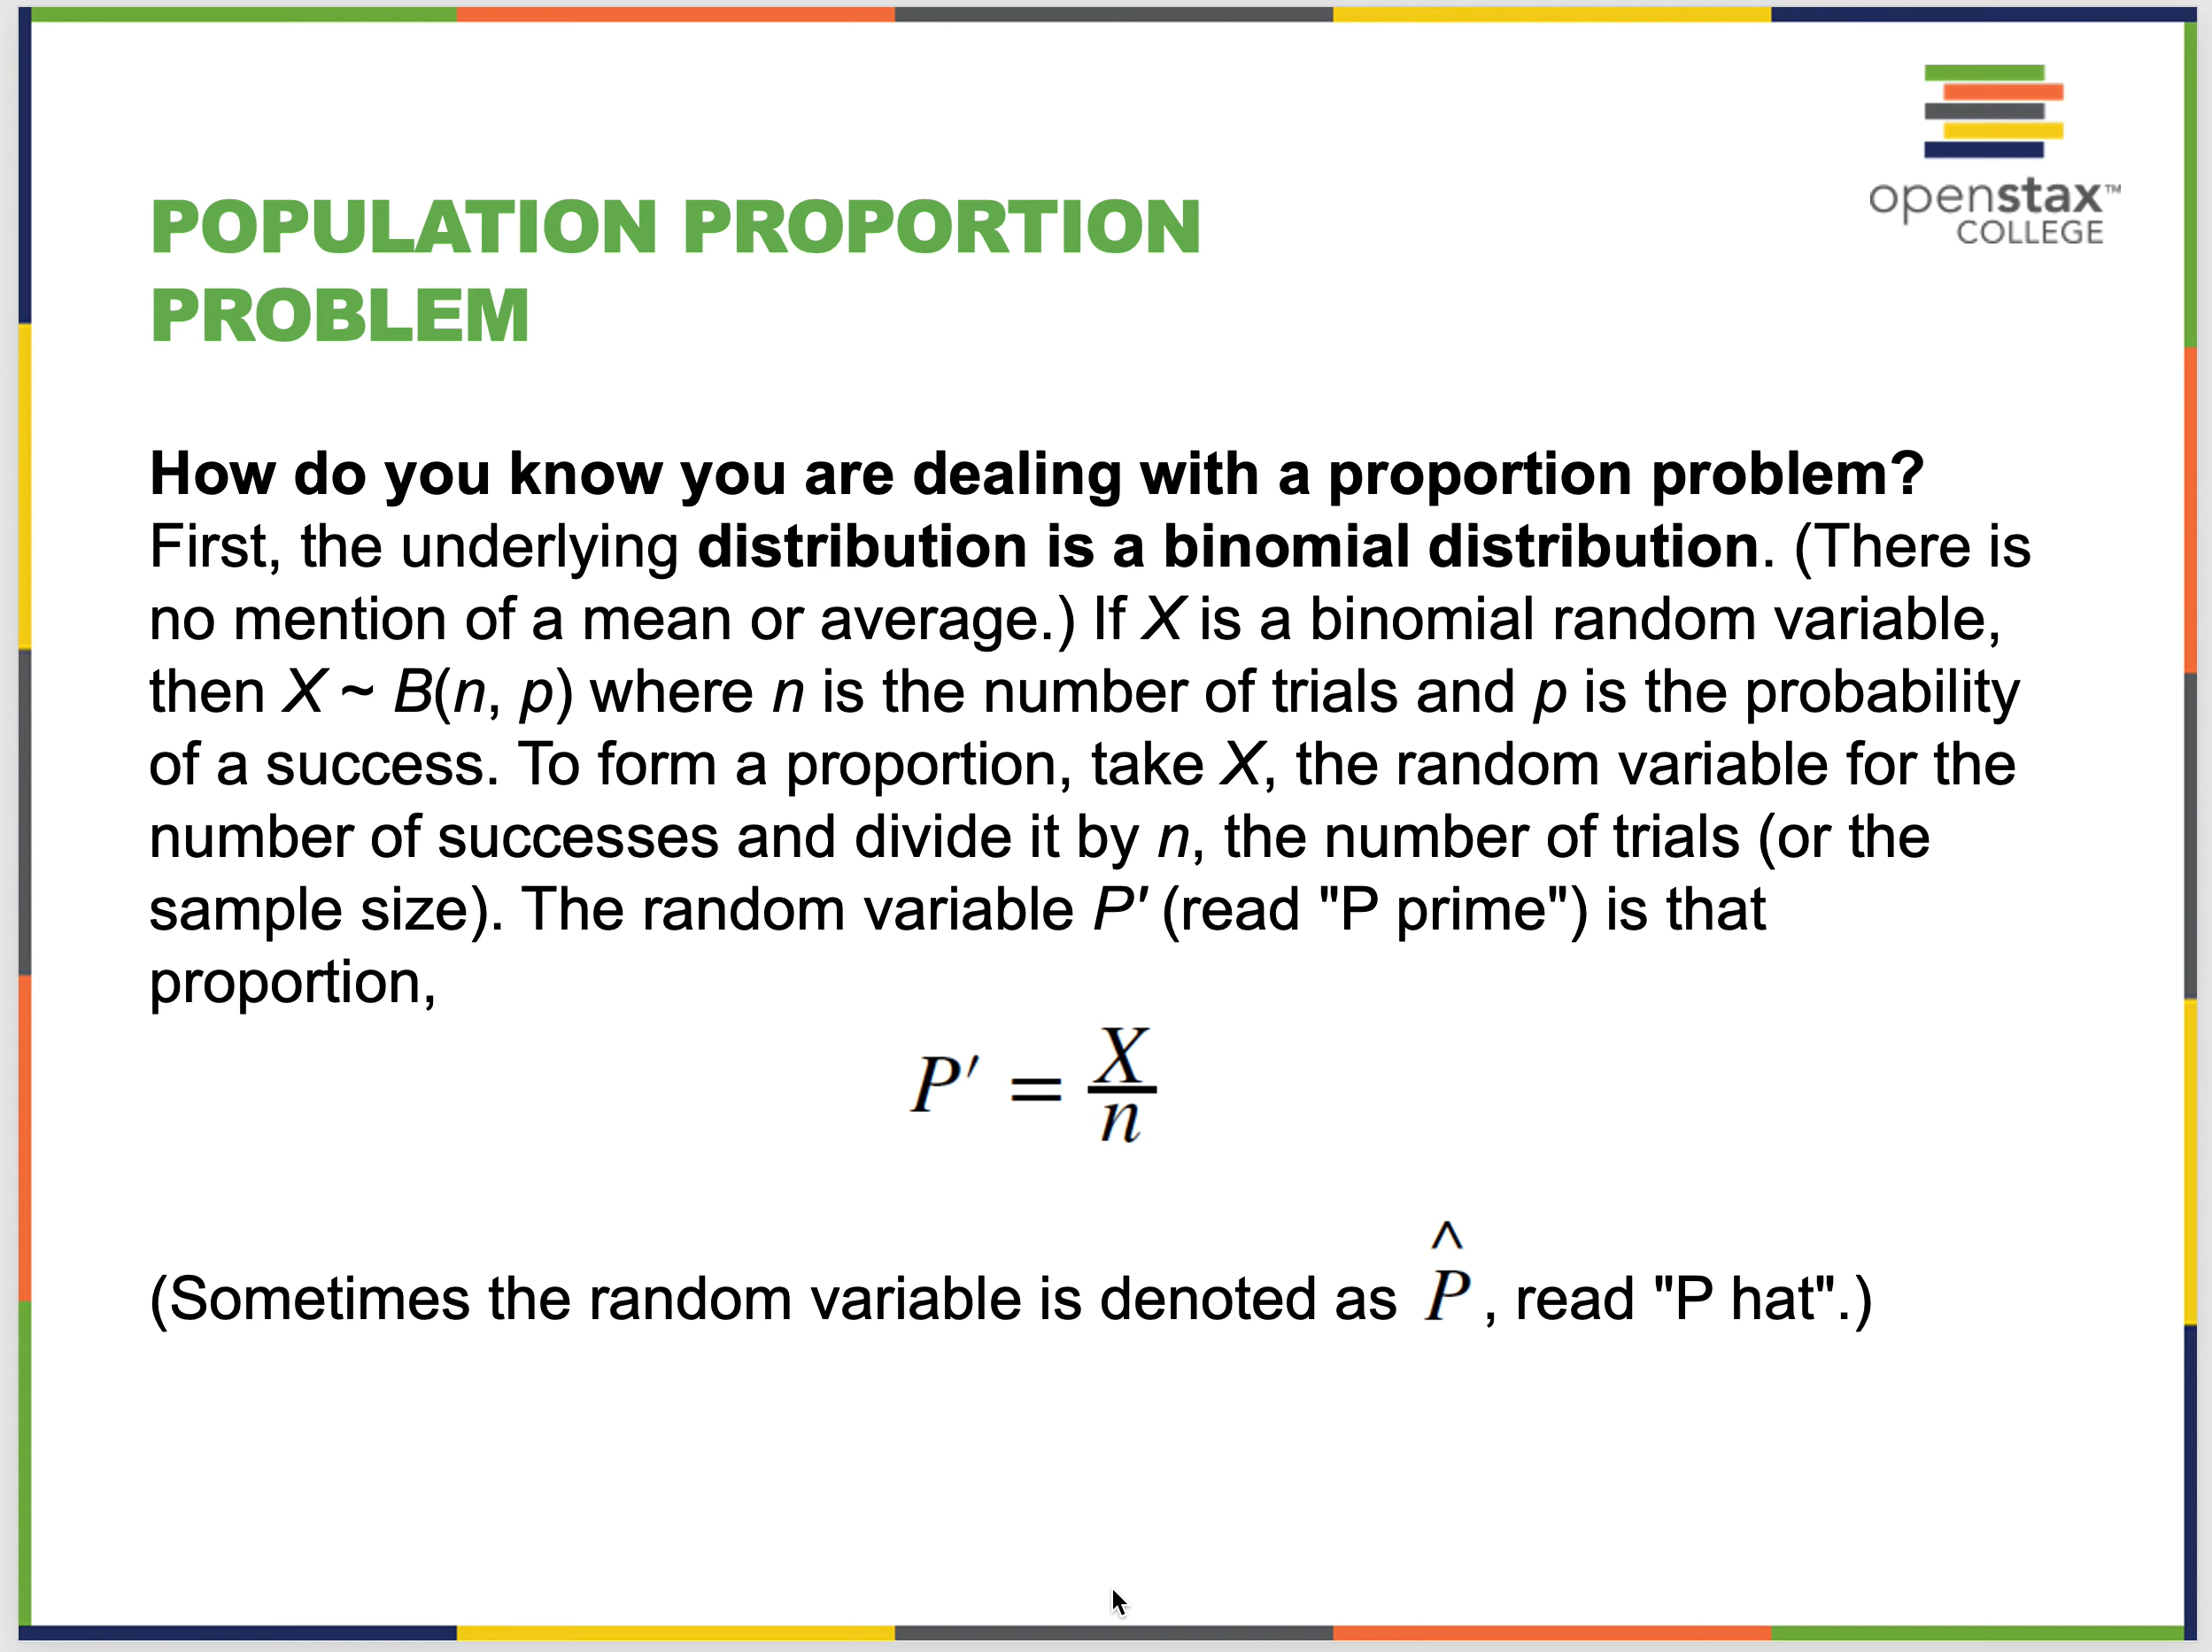 openstax™
COLLEGE
POPULATION PROPORTION
PROBLEM
How do you know you are dealing with a proportion problem?
First, the underlying distribution is a binomial distribution. (There is
no mention of a mean or average.) If X is a binomial random variable,
then X ~ B(n, p) where n is the number of trials and p is the probability
of a success. To form a proportion, take X, the random variable for the
number of successes and divide it by n, the number of trials (or the
sample size). The random variable P′ (read "P prime") is that
proportion,
P′ = X/n
(Sometimes the random variable is denoted as P̂ , read "P hat".)